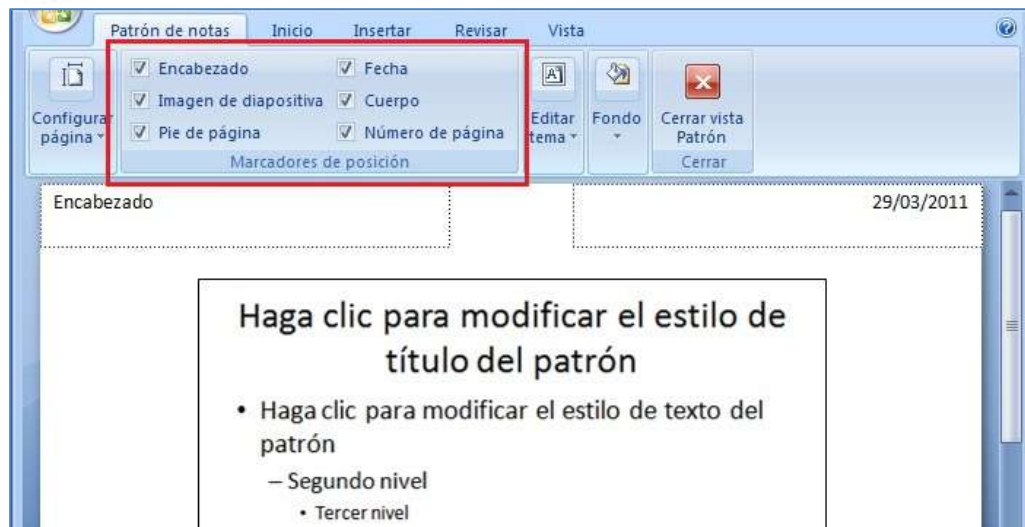 Patrón de notas Inicio Insertar Revisar Vista
Configurar página
Encabezado Fecha
Imagen de diapositiva Cuerpo
Pie de página Número de página
Marcadores de posición
Editar tema
Fondo
Cerrar vista Patrón
Cerrar
Encabezado 29/03/2011
Haga clic para modificar el estilo de
título del patrón
• Haga clic para modificar el estilo de texto del
patrón
– Segundo nivel
• Tercer nivel